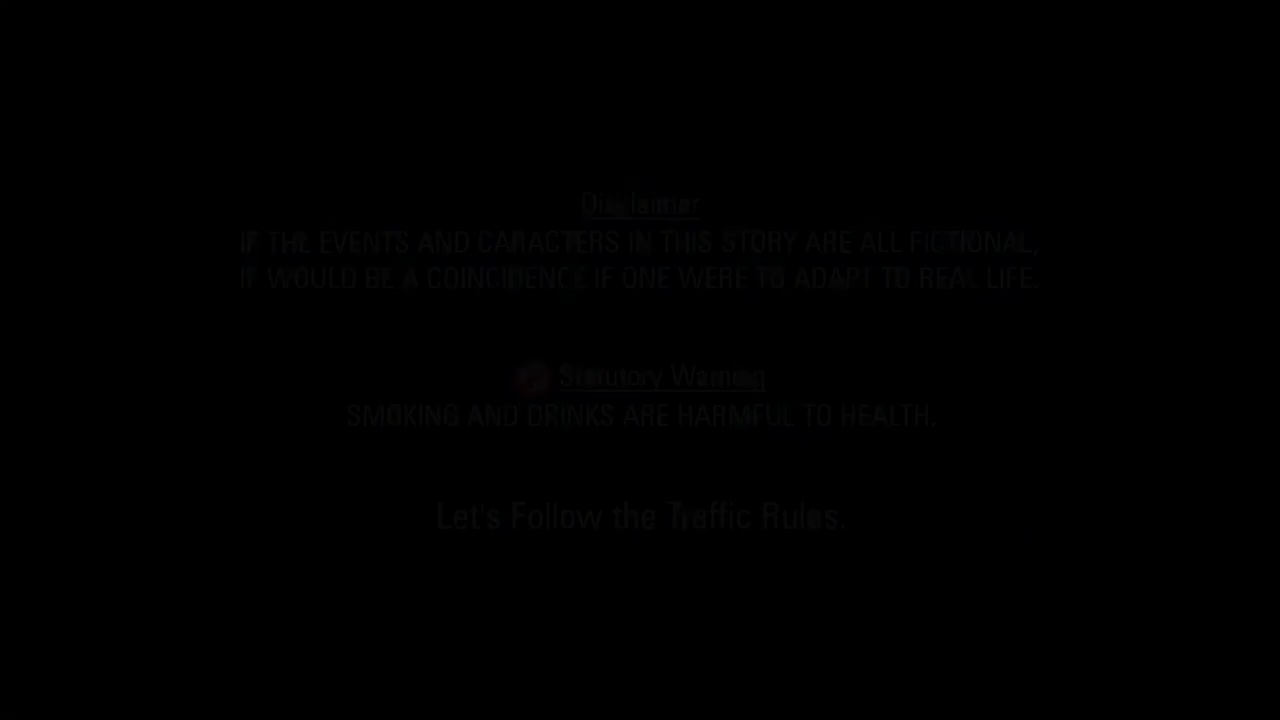 Disclaimer
IF THE EVENTS AND CARACTERS IN THIS STORY ARE ALL FICTIONAL,
IT WOULD BE A COINCIDENCE IF ONE WERE TO ADAPT TO REAL LIFE.
Statutory Warning
SMOKING AND DRINKS ARE HARMFUL TO HEALTH.
Let's Follow the Traffic Rules.